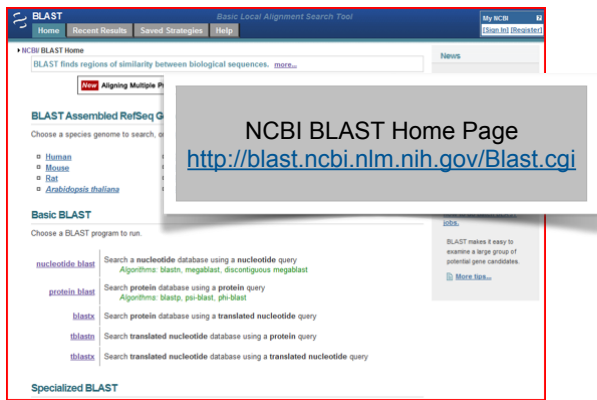 BLAST
Basic Local Alignment Search Tool
My NCBI
Home Recent Results Saved Strategies Help
[Sign In] [Register]
NCBI/ BLAST Home
BLAST finds regions of similarity between biological sequences. more...
New Aligning Multiple
BLAST Assembled RefSeq
Choose a species genome to search,
Human
Mouse
Rat
Arabidopsis thaliana
Basic BLAST
Choose a BLAST program to run.
nucleotide blast Search a nucleotide database using a nucleotide query
Algorithms: blastn, megablast, discontiguous megablast
protein blast Search protein database using a protein query
Algorithms: blastp, psi-blast, phi-blast
blastx Search protein database using a translated nucleotide query
tblastn Search translated nucleotide database using a protein query
tblastx Search translated nucleotide database using a translated nucleotide query
Specialized BLAST
News
NCBI BLAST Home Page
http://blast.ncbi.nlm.nih.gov/Blast.cgi
jobs.
BLAST makes it easy to
examine a large group of
potential gene candidates.
More tips...